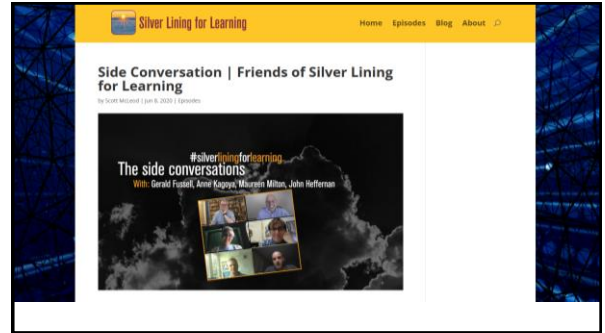 Silver Lining for Learning
Home Episodes Blog About
Side Conversation | Friends of Silver Lining
for Learning
by Scott McLeod | Jun 8, 2020 | Episodes
#silverliningforlearning
The side conversations
With: Gerald Fussell, Anne Kagoya, Maureen Milton, John Heffernan